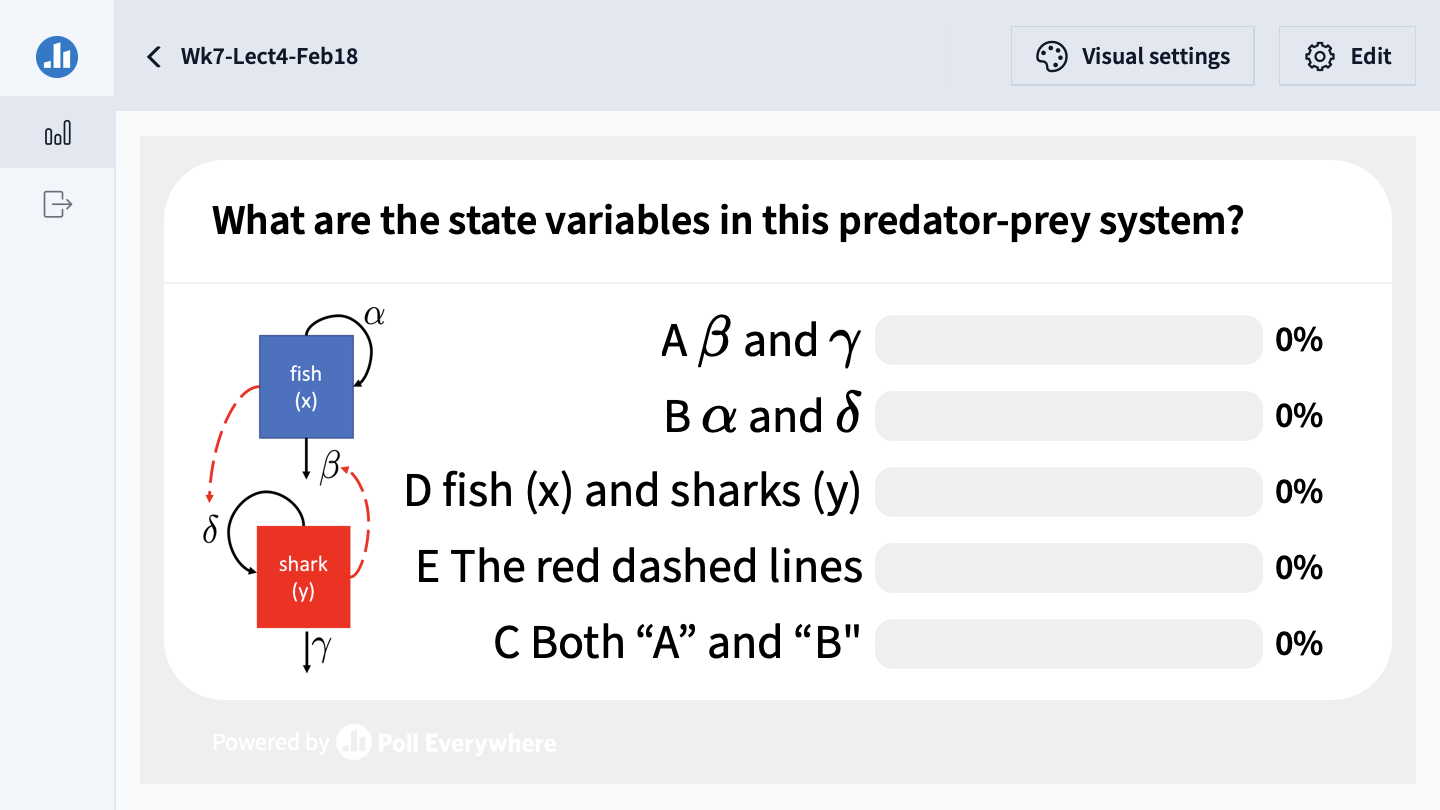 Wk7-Lect4-Feb18
Visual settings
Edit
What are the state variables in this predator-prey system?
α
fish
(x)
β
δ
shark
(y)
γ
A β and γ 0%
B α and δ 0%
D fish (x) and sharks (y) 0%
E The red dashed lines 0%
C Both “A” and “B" 0%
Powered by Poll Everywhere